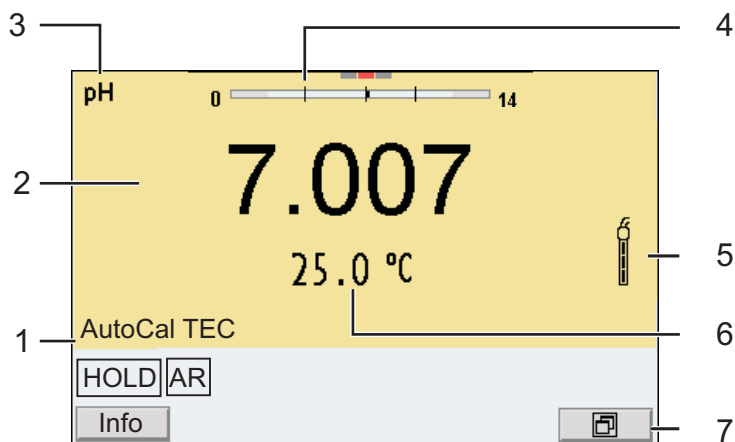 3 4
pH 0 14
2 7.007
5
25.0 °C
6
1 AutoCal TEC
HOLD AR
Info 7